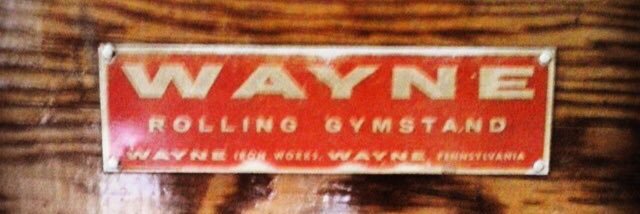 WAYNE
ROLLING GYMSTAND
WAYNE IRON WORKS, WAYNE, PENNSYLVANIA